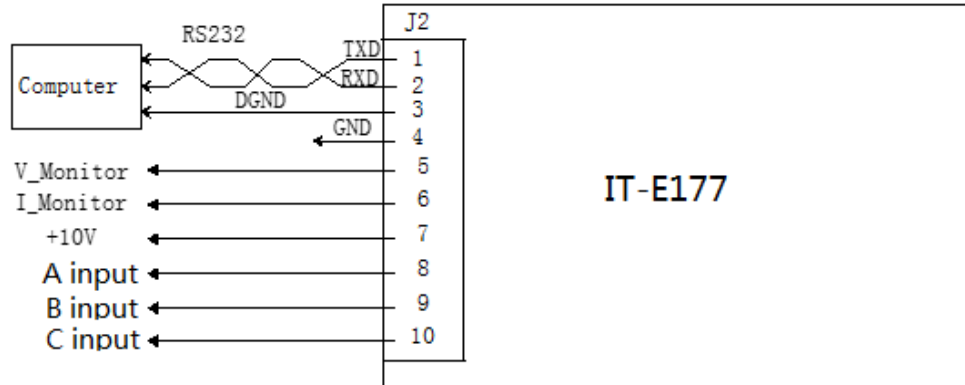 J2
RS232
TXD 1
Computer
RXD 2
DGND 3
GND 4
V_Monitor 5
I_Monitor 6
IT-E177
+10V 7
A input 8
B input 9
C input 10